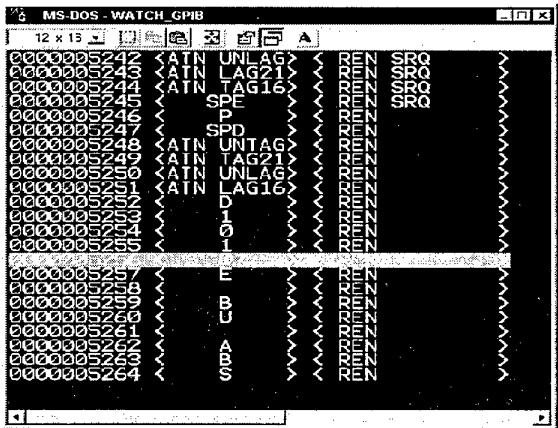 MS-DOS - WATCH_GPIB
12 x 16
0000005242 <ATN UNLAG> < REN SRQ >
0000005243 <ATN LAG21> < REN SRQ >
0000005244 <ATN TAG16> < REN SRQ >
0000005245 < SPE > < REN SRQ >
0000005246 < P > < REN >
0000005247 < SPD > < REN >
0000005248 <ATN UNTAG> < REN >
0000005249 <ATN TAG21> < REN >
0000005250 <ATN UNLAG> < REN >
0000005251 <ATN LAG16> < REN >
0000005252 < D > < REN >
0000005253 < 1 > < REN >
0000005254 < 0 > < REN >
0000005255 < 1 > < REN >
0000005257 < E > < REN >
0000005258 < > < REN >
0000005259 < B > < REN >
0000005260 < U > < REN >
0000005261 < > < REN >
0000005262 < A > < REN >
0000005263 < B > < REN >
0000005264 < S > < REN >